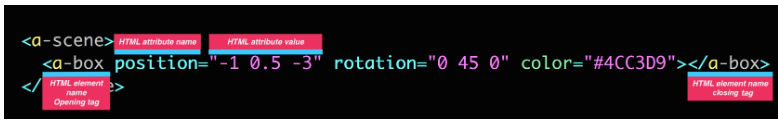 <a-scene> HTML attribute name HTML attribute value
<a-box position="-1 0.5 -3" rotation="0 45 0" color="#4CC3D9"></a-box>
HTML element name Opening tag
HTML element name closing tag
</ e>